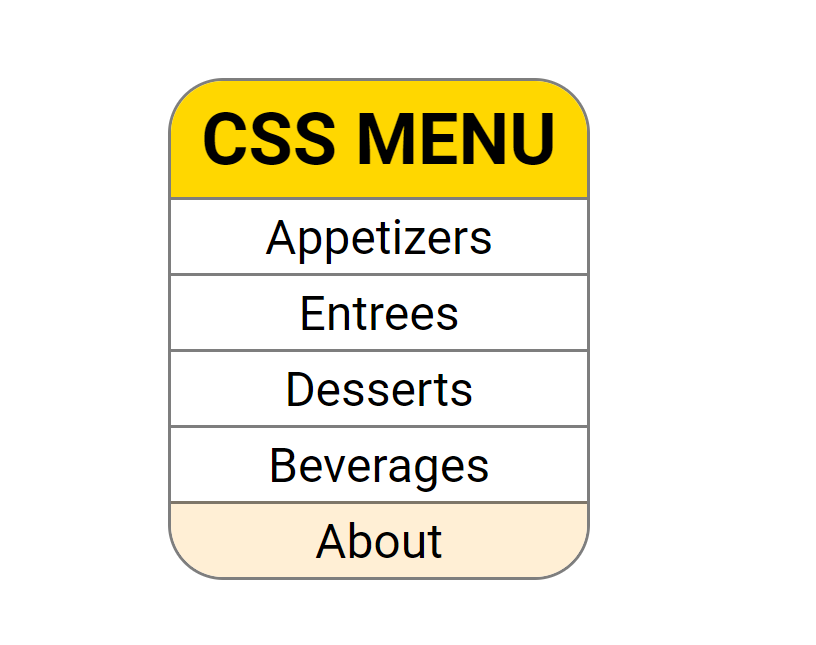 CSS MENU
Appetizers
Entrees
Desserts
Beverages
About